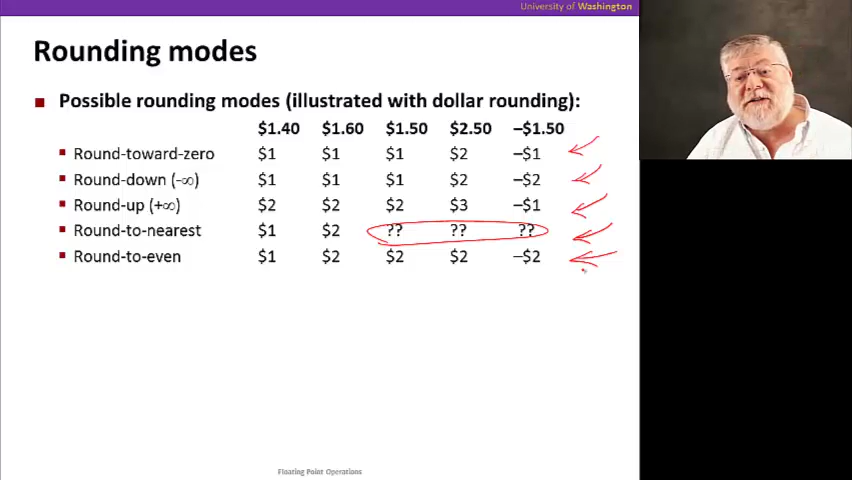 University of Washington
Rounding modes
Possible rounding modes (illustrated with dollar rounding):
$1.40 $1.60 $1.50 $2.50 –$1.50
Round-toward-zero $1 $1 $1 $2 –$1
Round-down (-∞) $1 $1 $1 $2 –$2
Round-up (+∞) $2 $2 $2 $3 –$1
Round-to-nearest $1 $2 ?? ?? ??
Round-to-even $1 $2 $2 $2 –$2
Floating Point Operations